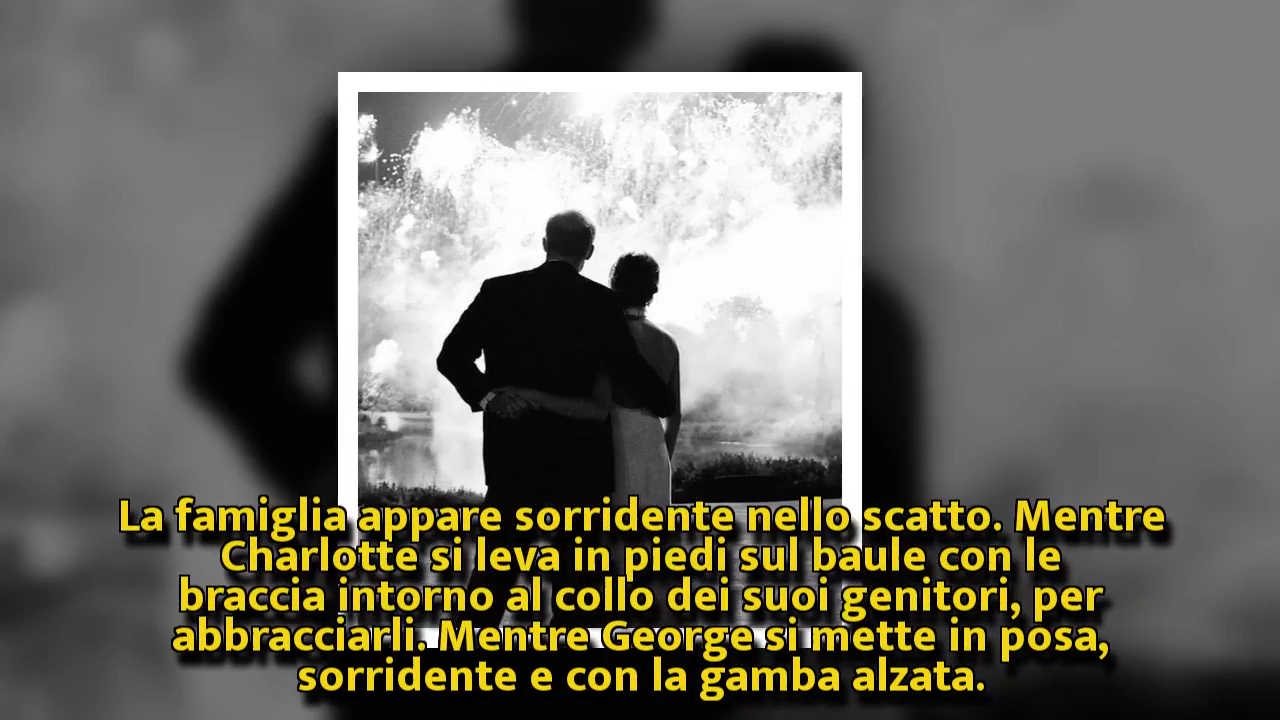 La famiglia appare sorridente nello scatto. Mentre
Charlotte si leva in piedi sul baule con le
braccia intorno al collo dei suoi genitori, per
abbracciarli. Mentre George si mette in posa,
sorridente e con la gamba alzata.